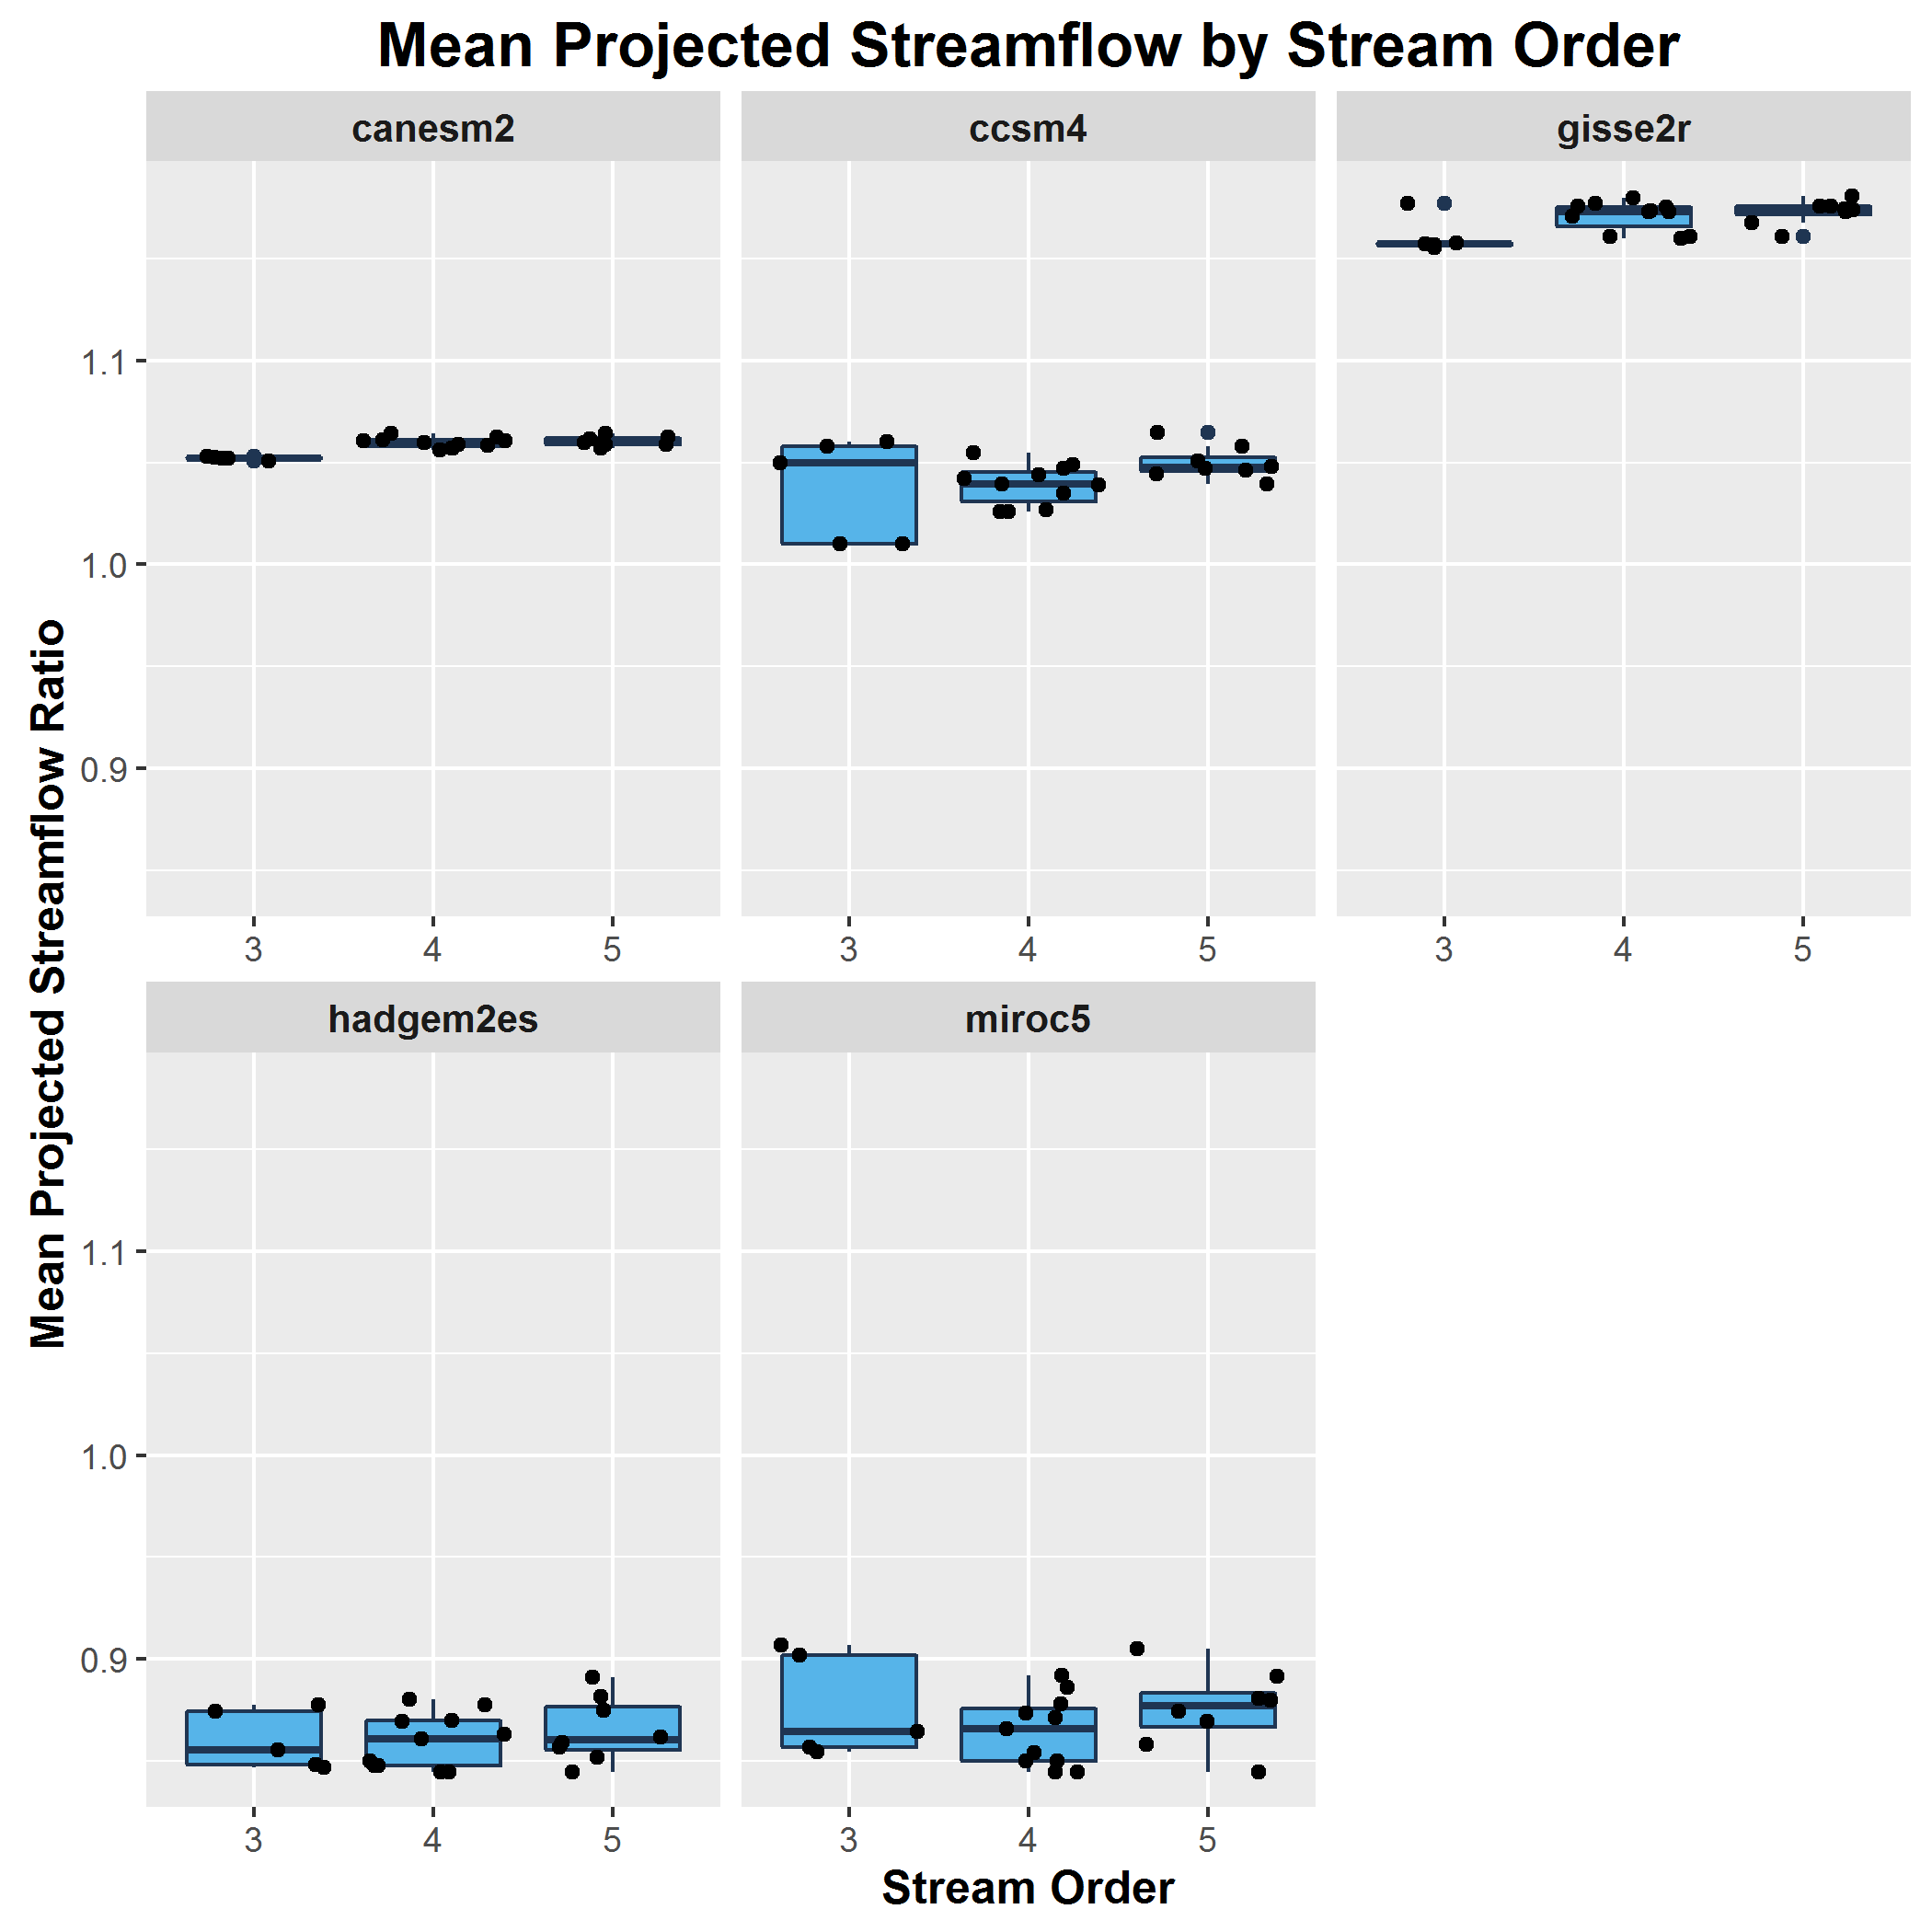 Mean Projected Streamflow by Stream Order
canesm2
ccsm4
gisse2r
1.1
1.0
0.9
3 4 5
3 4 5
3 4 5
Mean Projected Streamflow Ratio
hadgem2es
miroc5
1.1
1.0
0.9
3 4 5
3 4 5
Stream Order